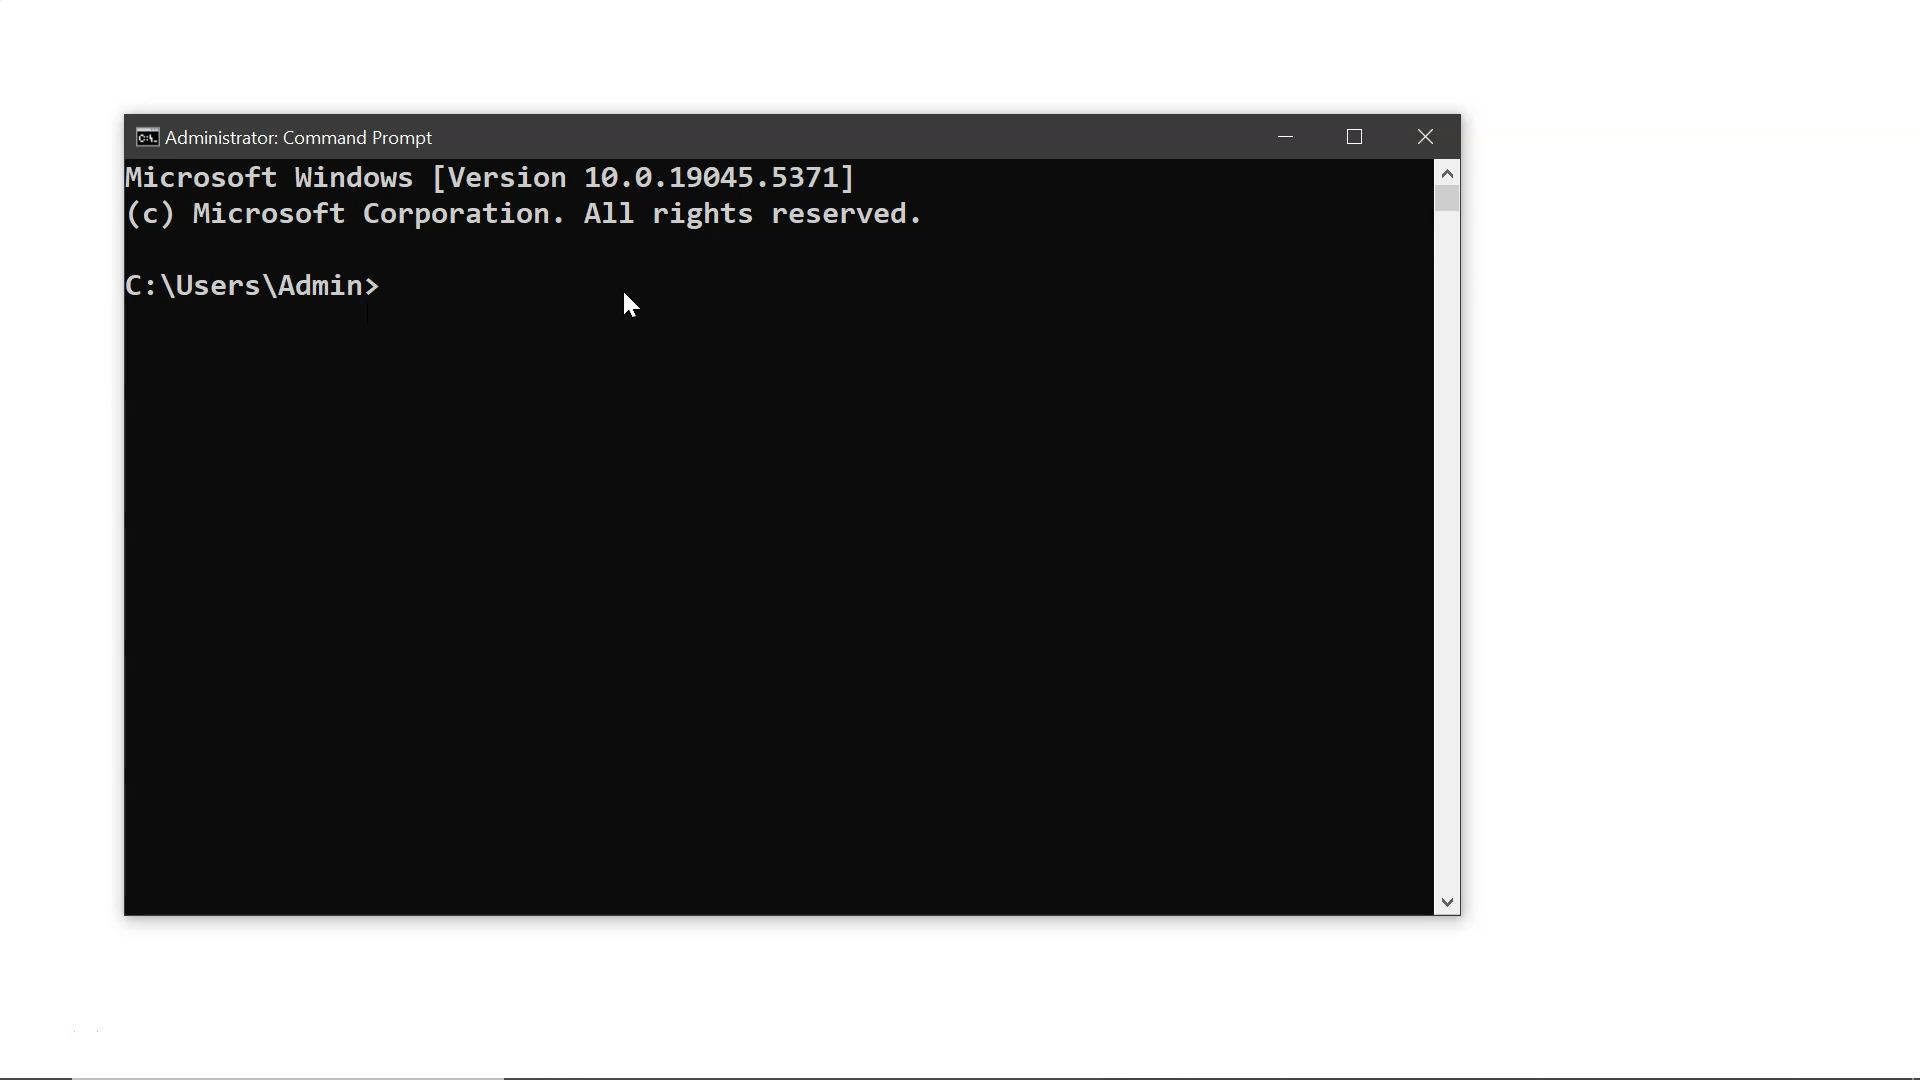 Administrator: Command Prompt
Microsoft Windows [Version 10.0.19045.5371]
(c) Microsoft Corporation. All rights reserved.
C:\Users\Admin>